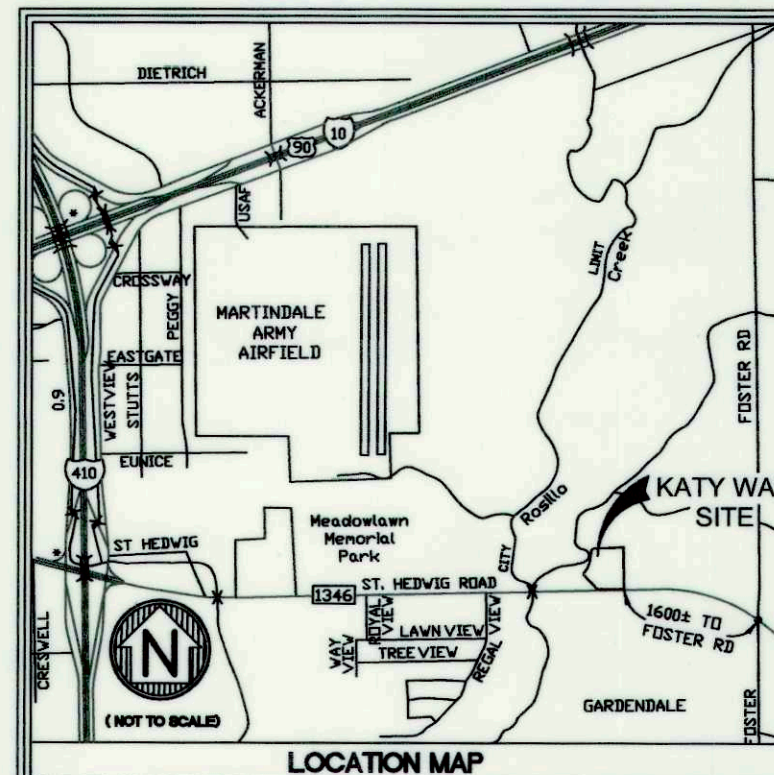 DIETRICH
ACKERMAN
10
90
USAF
*
CROSSWAY
PEGGY
MARTINDALE
ARMY
AIRFIELD
LIMIT
Creek
EASTGATE
WESTVIEW
STUTTS
0.9
FOSTER RD
EUNICE
410
KATY WA
SITE
Rosillo
Meadowlawn
Memorial
Park
ST HEDWIG
*
CITY
1346
ST. HEDWIG ROAD
1600± TO
FOSTER RD
ROYAL
VIEW
LAWN VIEW
WAY
VIEW
TREE VIEW
REGAL VIEW
CRESWELL
N
(NOT TO SCALE)
GARDENDALE
FOSTER
LOCATION MAP